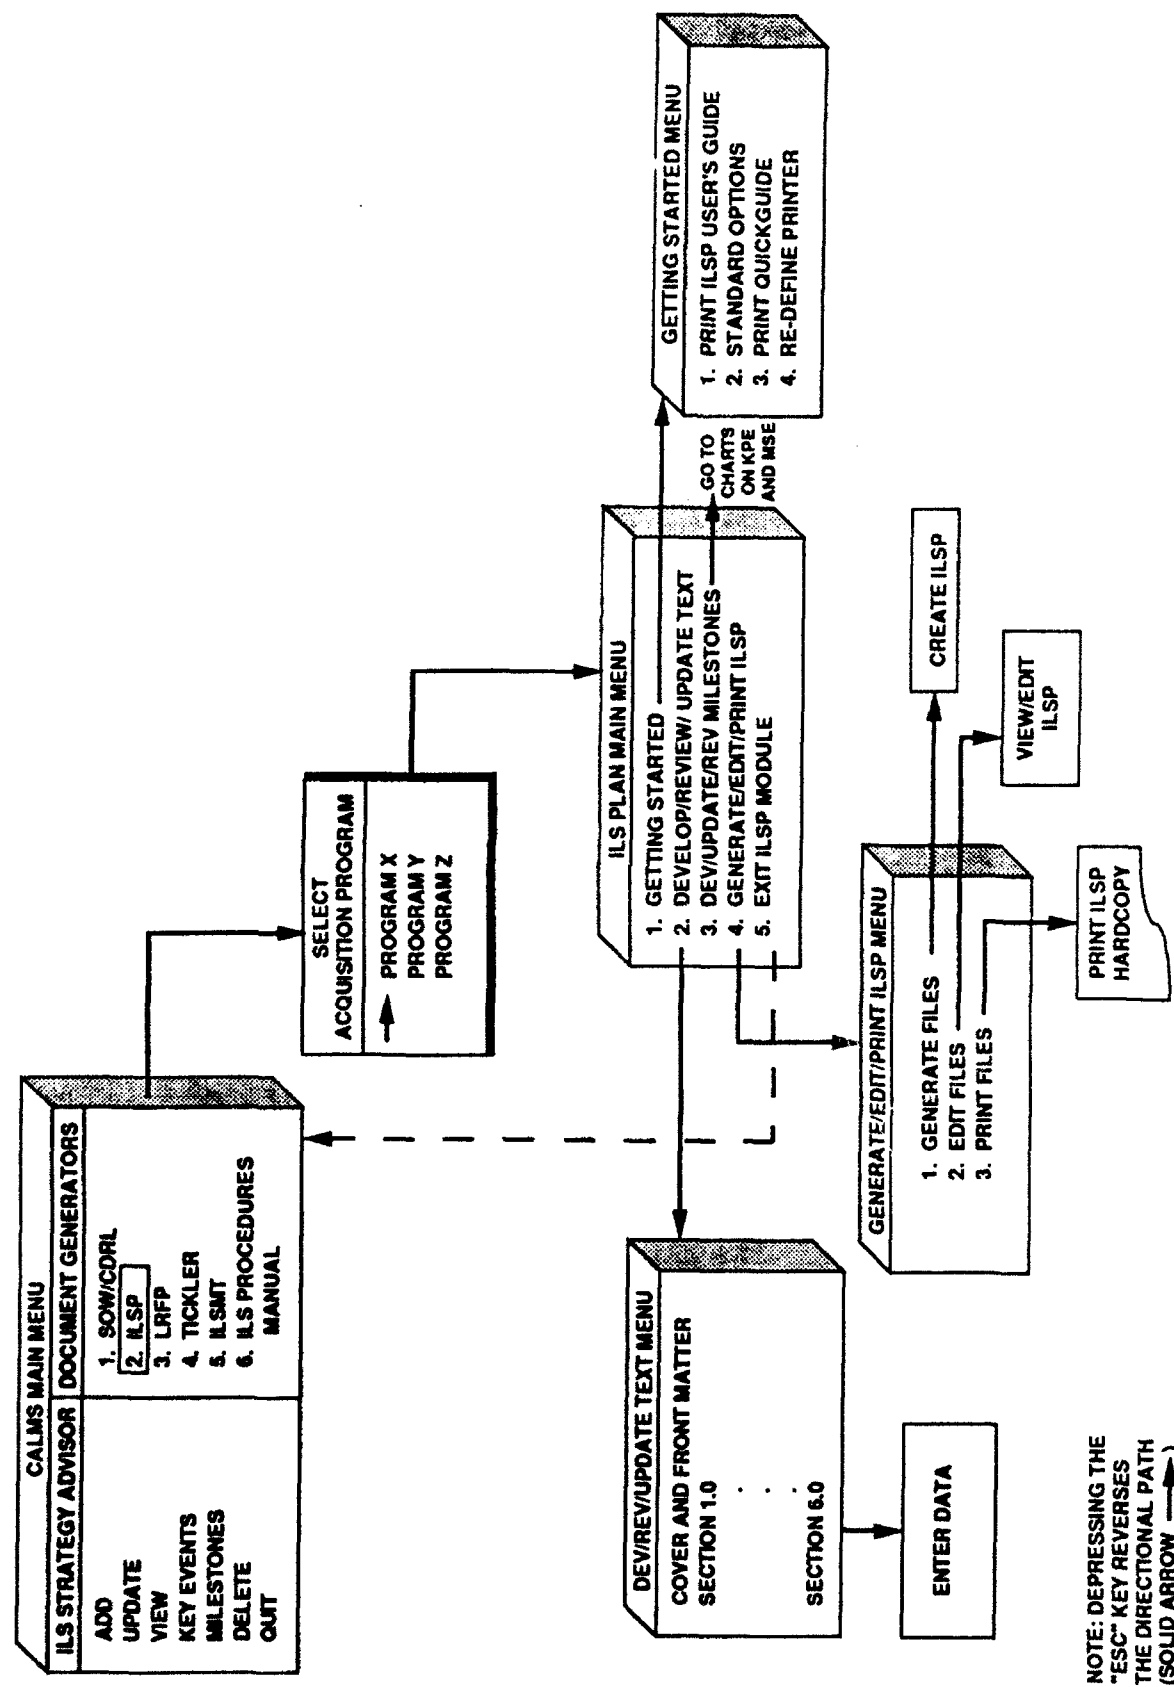 CALMS MAIN MENU
ILS STRATEGY ADVISOR
DOCUMENT GENERATORS
ADD
UPDATE
VIEW
KEY EVENTS
MILESTONES
DELETE
QUIT
1. SOW/CDRL
2. ILSP
3. LRFP
4. TICKLER
5. ILSMT
6. ILS PROCEDURES
MANUAL
SELECT
ACQUISITION PROGRAM
PROGRAM X
PROGRAM Y
PROGRAM Z
ILS PLAN MAIN MENU
1. GETTING STARTED
2. DEVELOP/REVIEW/ UPDATE TEXT
3. DEV/UPDATE/REV MILESTONES
4. GENERATE/EDIT/PRINT ILSP
5. EXIT ILSP MODULE
GO TO
CHARTS
ON KPE
AND MSE
GETTING STARTED MENU
1. PRINT ILSP USER'S GUIDE
2. STANDARD OPTIONS
3. PRINT QUICKGUIDE
4. RE-DEFINE PRINTER
DEV/REV/UPDATE TEXT MENU
COVER AND FRONT MATTER
SECTION 1.0
.
.
.
SECTION 6.0
ENTER DATA
GENERATE/EDIT/PRINT ILSP MENU
1. GENERATE FILES
2. EDIT FILES
3. PRINT FILES
CREATE ILSP
VIEW/EDIT
ILSP
PRINT ILSP
HARDCOPY
NOTE: DEPRESSING THE
"ESC" KEY REVERSES
THE DIRECTIONAL PATH
(SOLID ARROW )